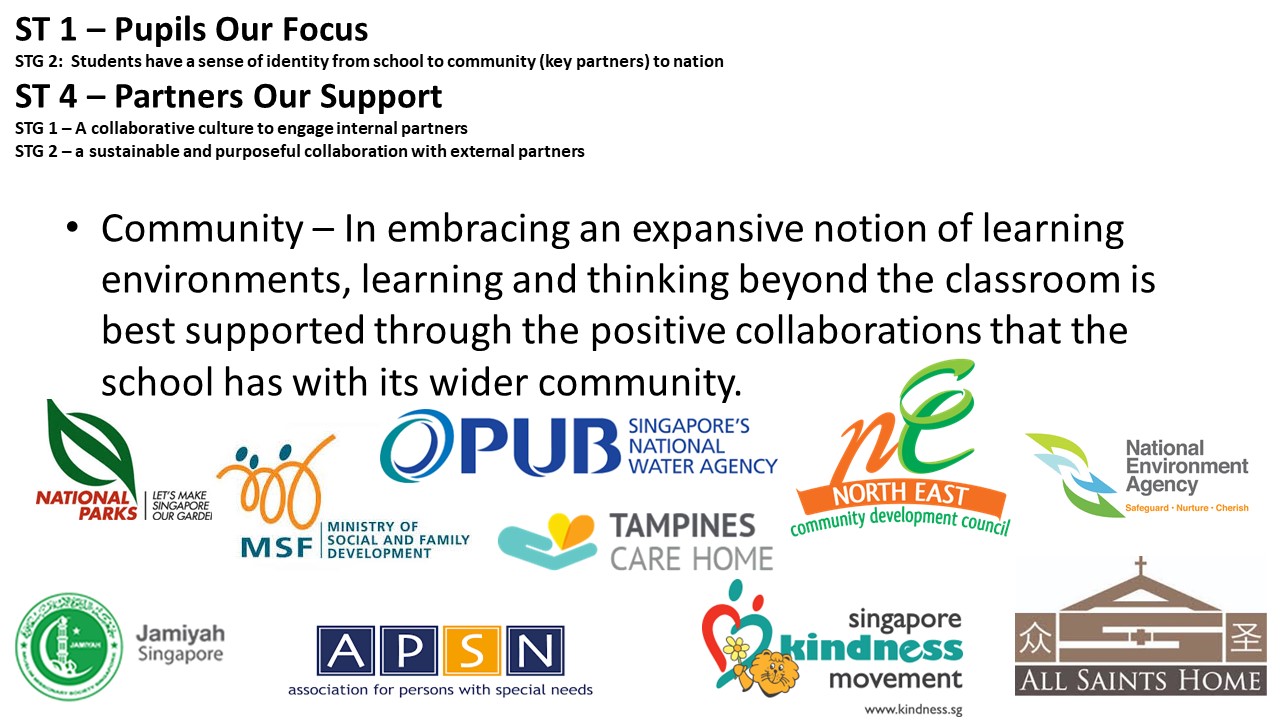 ST 1 – Pupils Our Focus
STG 2:  Students have a sense of identity from school to community (key partners) to nation
ST 4 – Partners Our Support
STG 1 – A collaborative culture to engage internal partners
STG 2 – a sustainable and purposeful collaboration with external partners
• Community – In embracing an expansive notion of learning
environments, learning and thinking beyond the classroom is
best supported through the positive collaborations that the
school has with its wider community.
NATIONAL
PARKS
LET'S MAKE
SINGAPORE
OUR GARDE
MSF
MINISTRY OF
SOCIAL AND FAMILY
DEVELOPMENT
PUB
SINGAPORE'S
NATIONAL
WATER AGENCY
TAMPINES
CARE HOME
NE
NORTH EAST
community development council
National
Environment
Agency
Safeguard · Nurture · Cherish
JAMIYAH
Jamiyah
Singapore
APSN
association for persons with special needs
singapore
kindness
movement
www.kindness.sg
众 圣
ALL SAINTS HOME